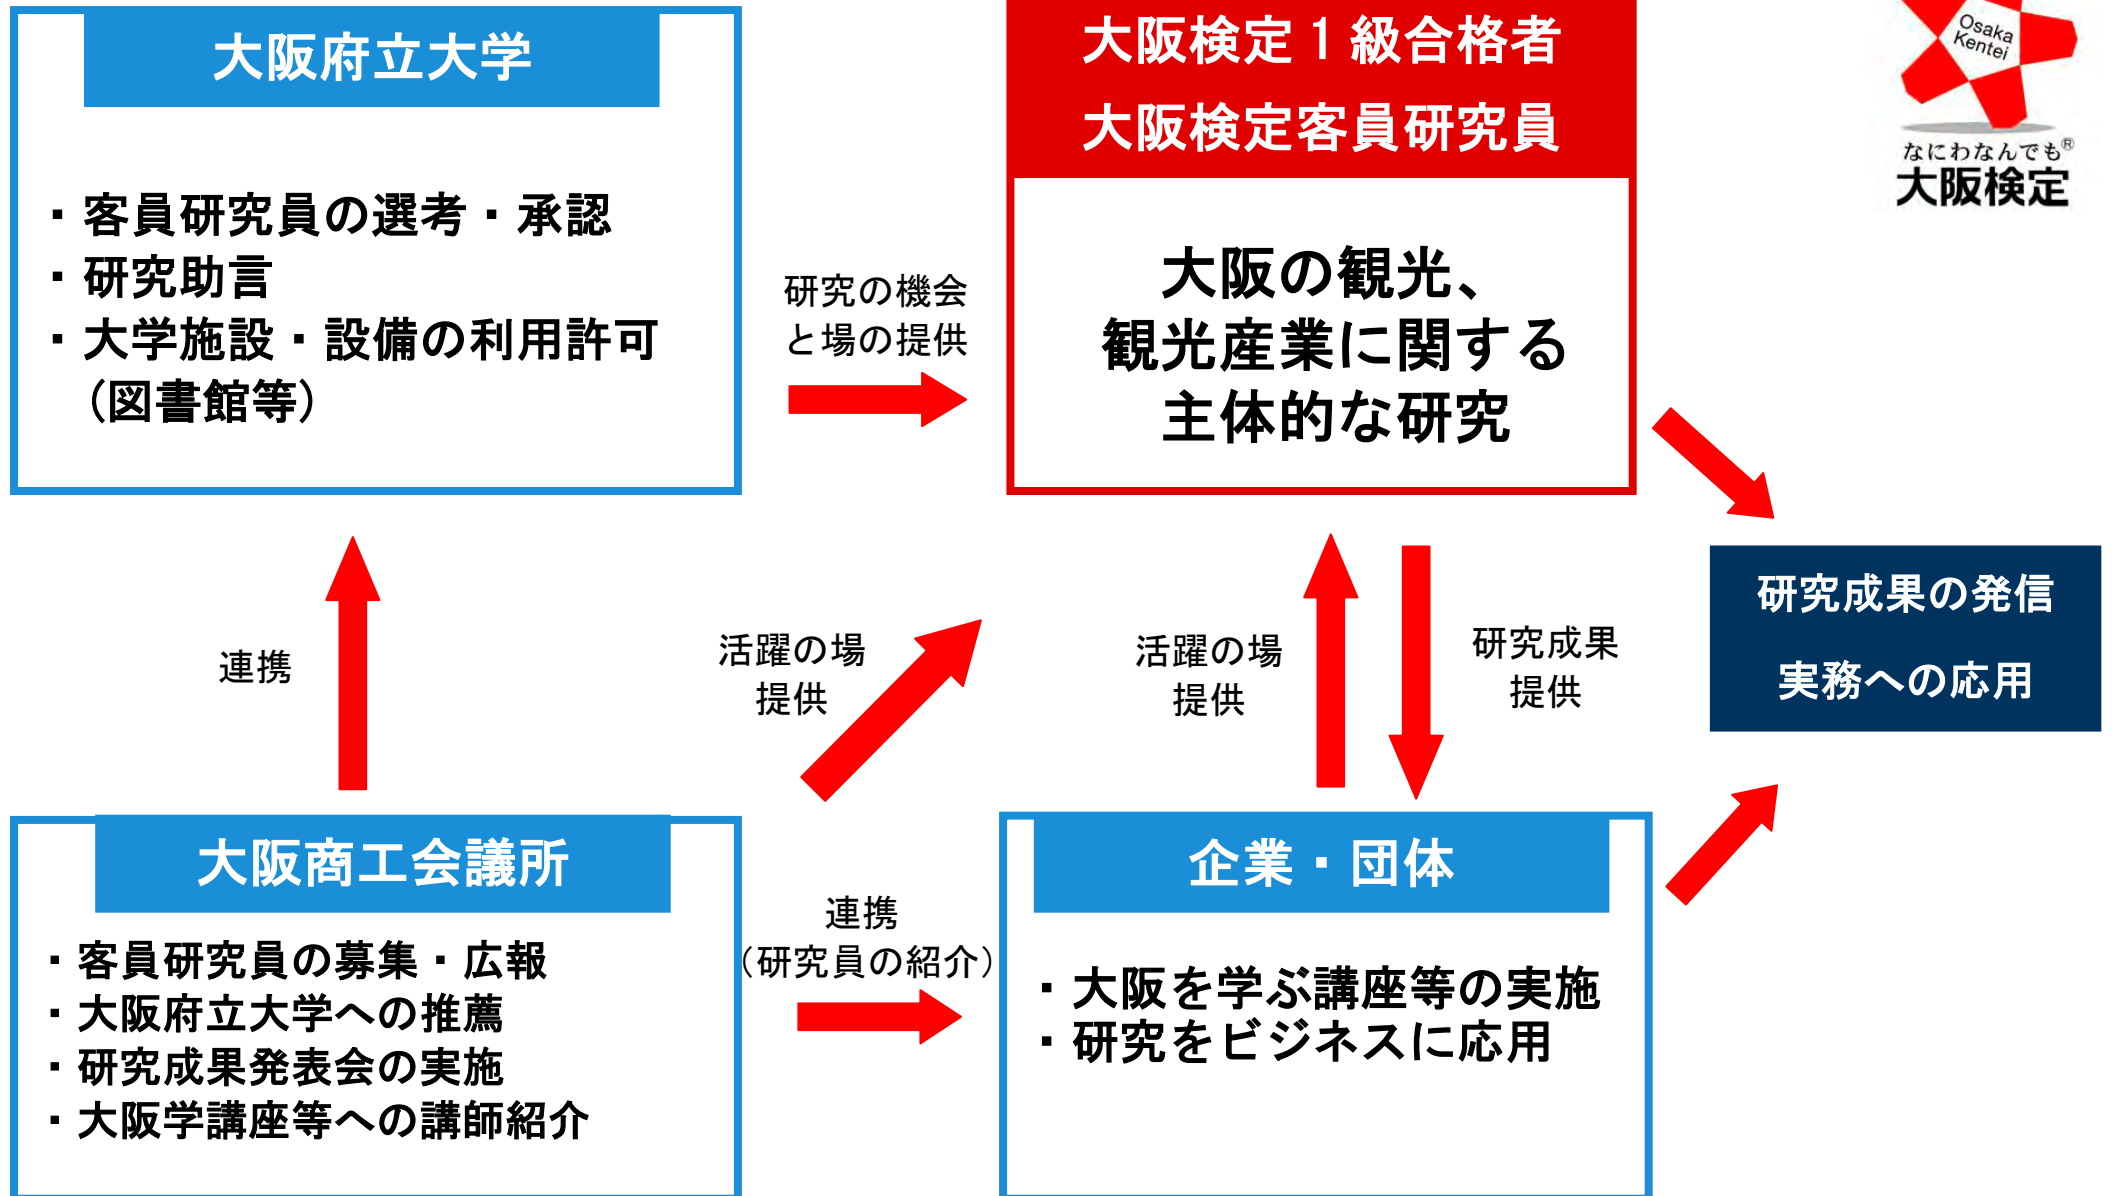 大阪府立大学
・客員研究員の選考・承認
・研究助言
・大学施設・設備の利用許可
（図書館等）
研究の機会
と場の提供
大阪検定１級合格者
大阪検定客員研究員
大阪の観光、
観光産業に関する
主体的な研究
Osaka
Kentei
なにわなんでも®
大阪検定
連携
活躍の場
提供
活躍の場
提供
研究成果
提供
研究成果の発信
実務への応用
大阪商工会議所
・客員研究員の募集・広報
・大阪府立大学への推薦
・研究成果発表会の実施
・大阪学講座等への講師紹介
連携
（研究員の紹介）
企業・団体
・大阪を学ぶ講座等の実施
・研究をビジネスに応用